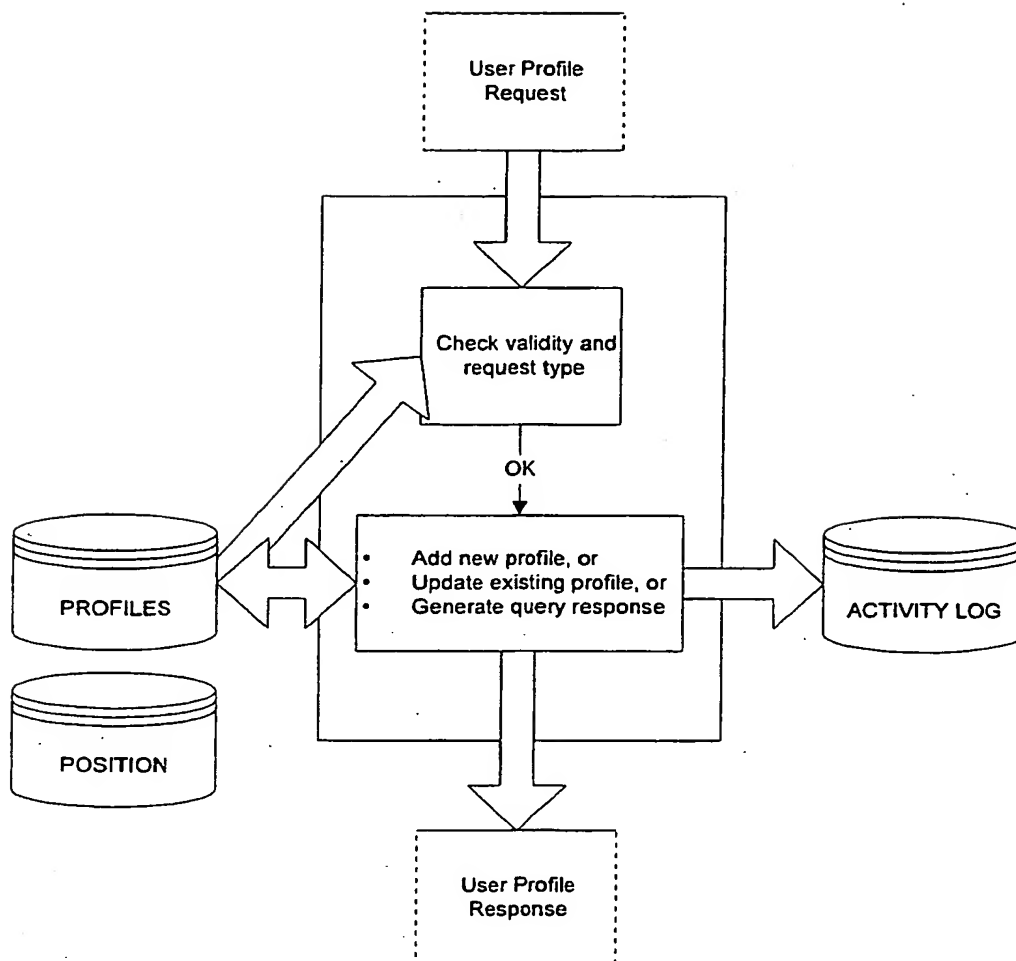 User Profile
Request
Check validity and
request type
OK
• Add new profile, or
• Update existing profile, or
• Generate query response
PROFILES
ACTIVITY LOG
POSITION
User Profile
Response